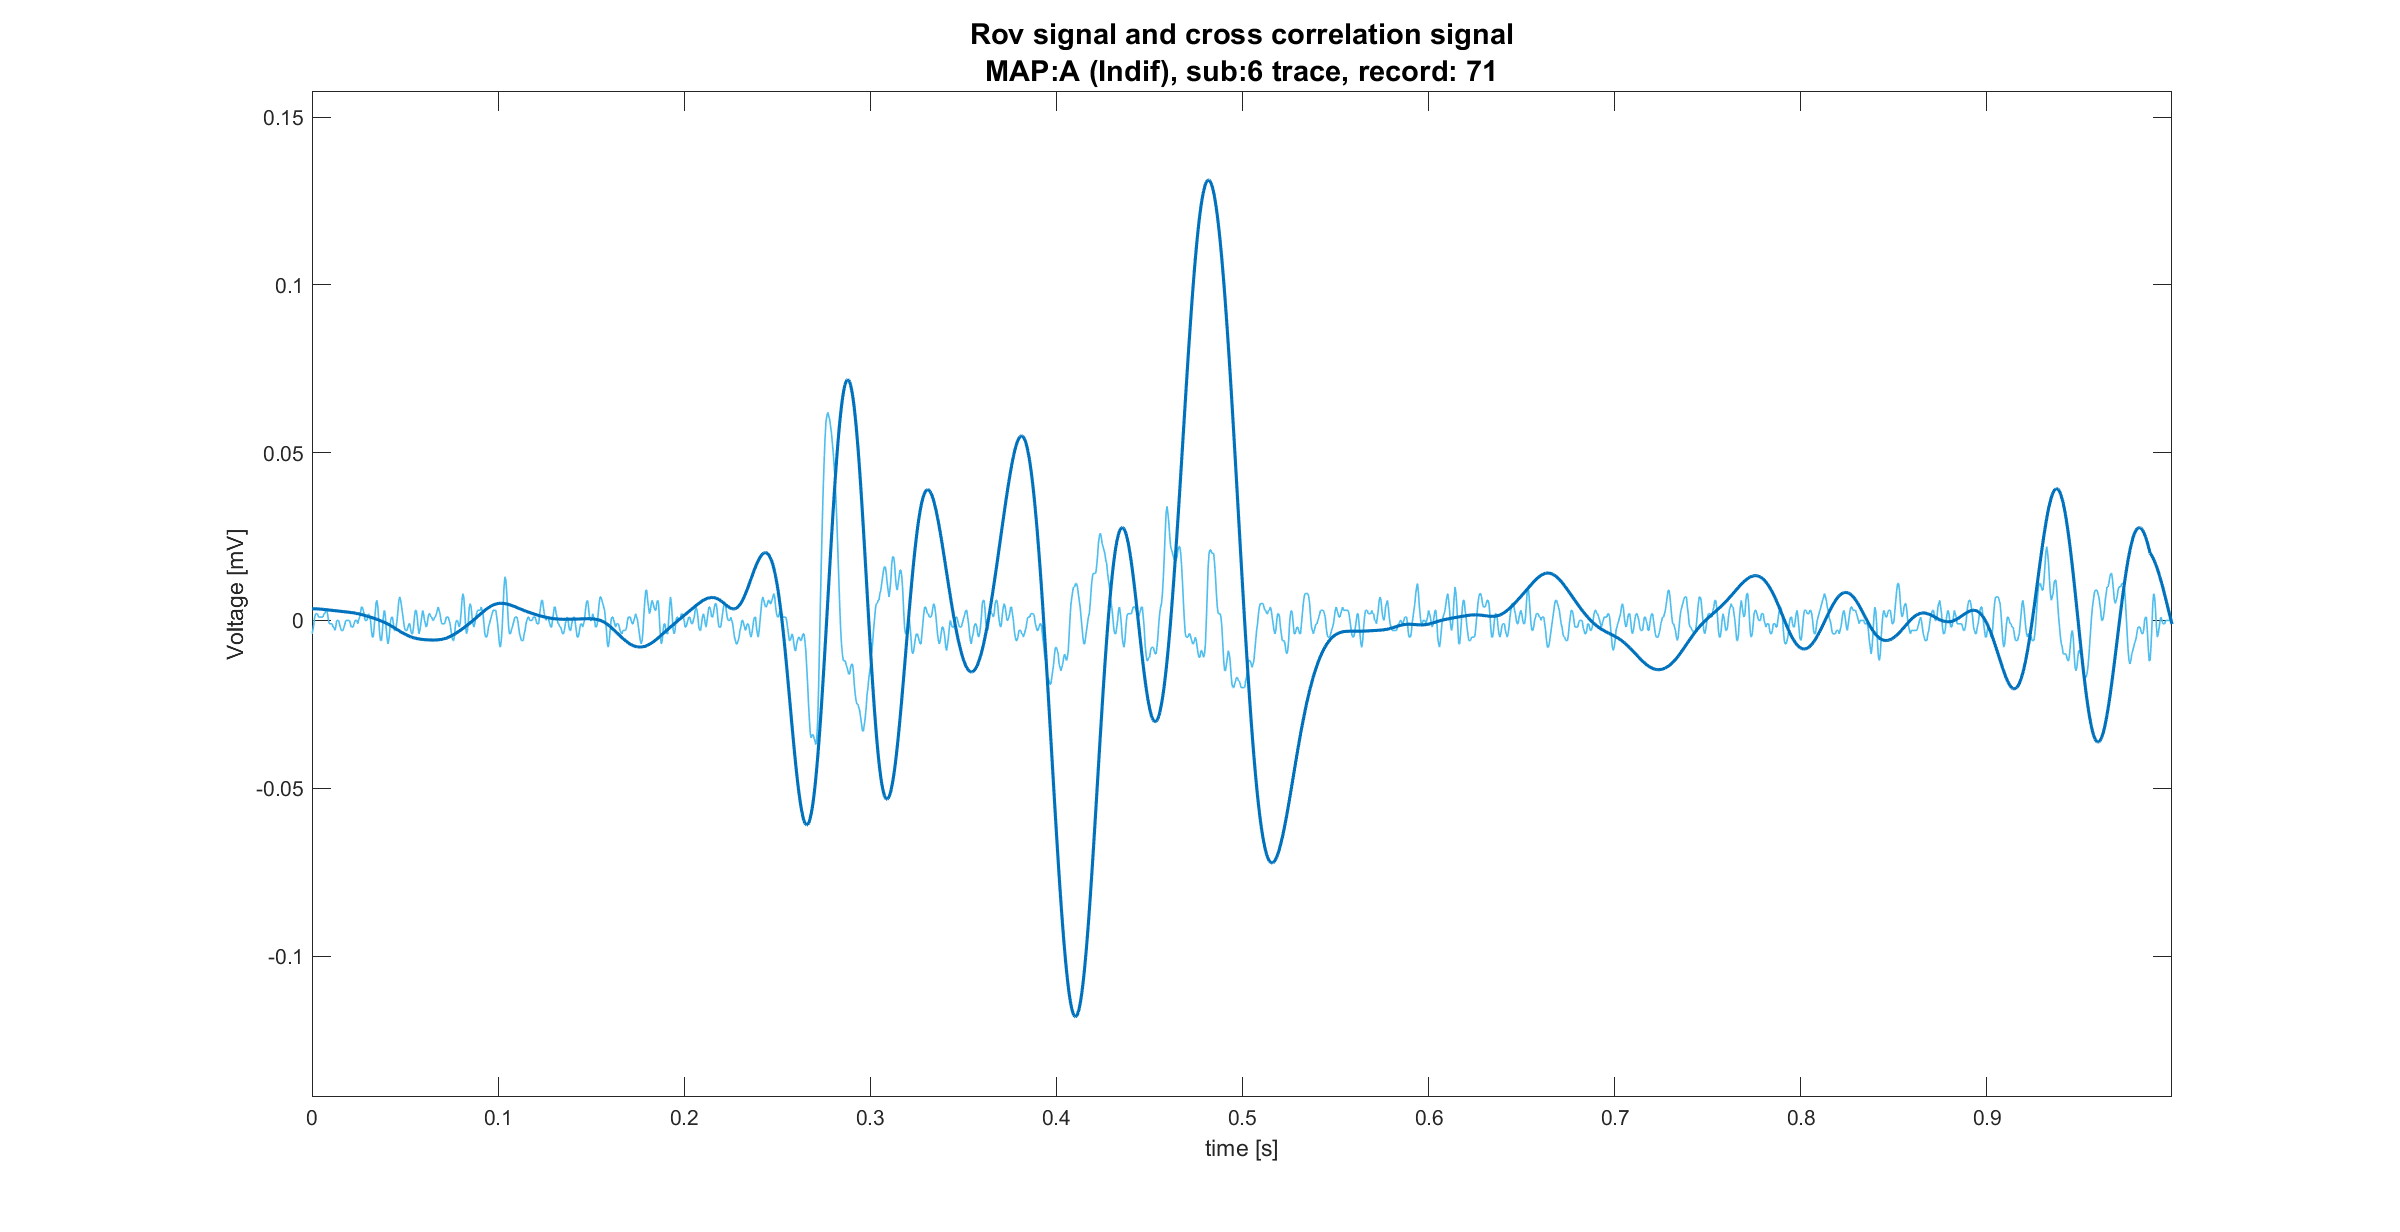 Rov signal and cross correlation signal
MAP:A (Indif), sub:6 trace, record: 71
0.15
0.1
0.05
0
-0.05
-0.1
Voltage [mV]
0 0.1 0.2 0.3 0.4 0.5 0.6 0.7 0.8 0.9
time [s]